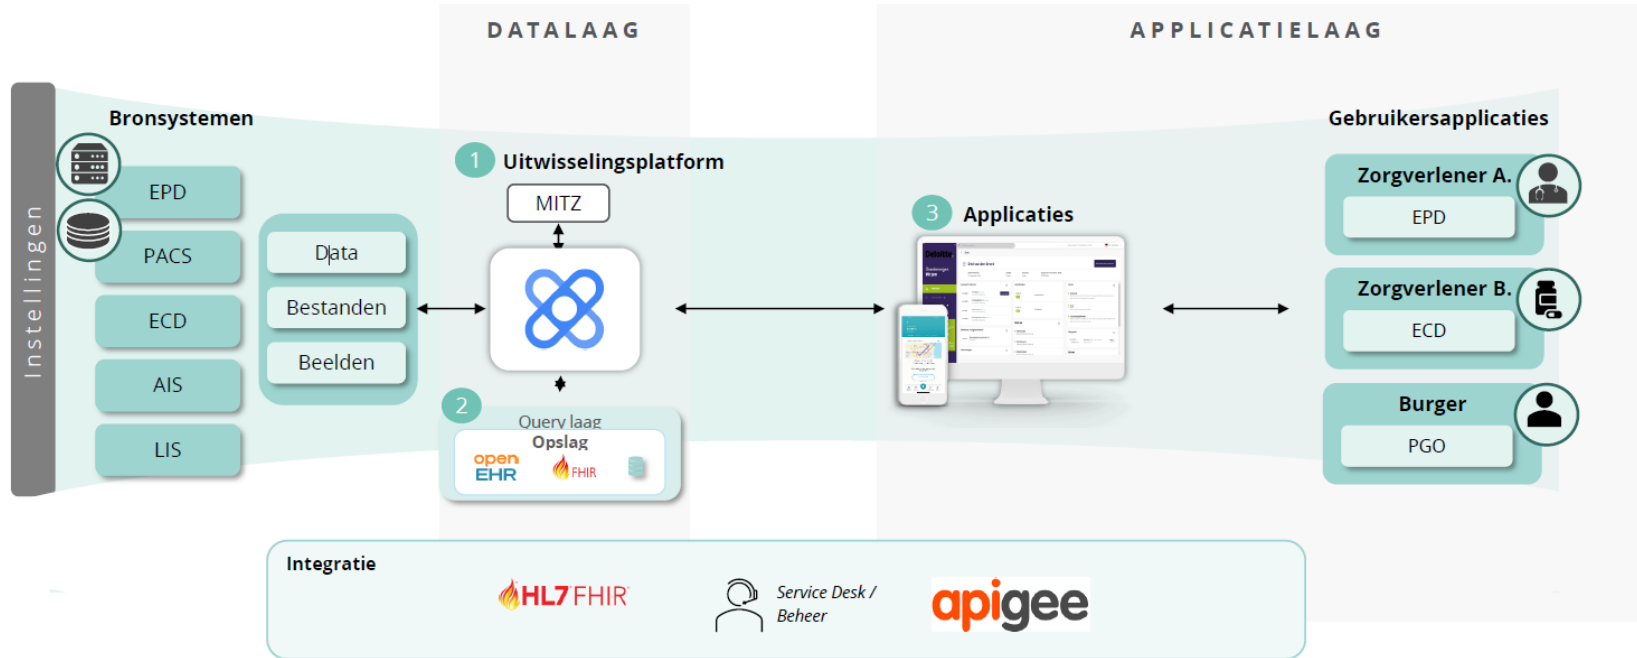 DATALAAG
APPLICATIELAAG
Instellingen
Bronsystemen
EPD
PACS
ECD
AIS
LIS
Data
Bestanden
Beelden
1
Uitwisselingsplatform
MITZ
2
Query laag
Opslag
open
EHR
FHIR
3
Applicaties
Deloitte.
Gebruikersapplicaties
Zorgverlener A.
EPD
Zorgverlener B.
ECD
Burger
PGO
Integratie
HL7 FHIR
Service Desk /
Beheer
apigee